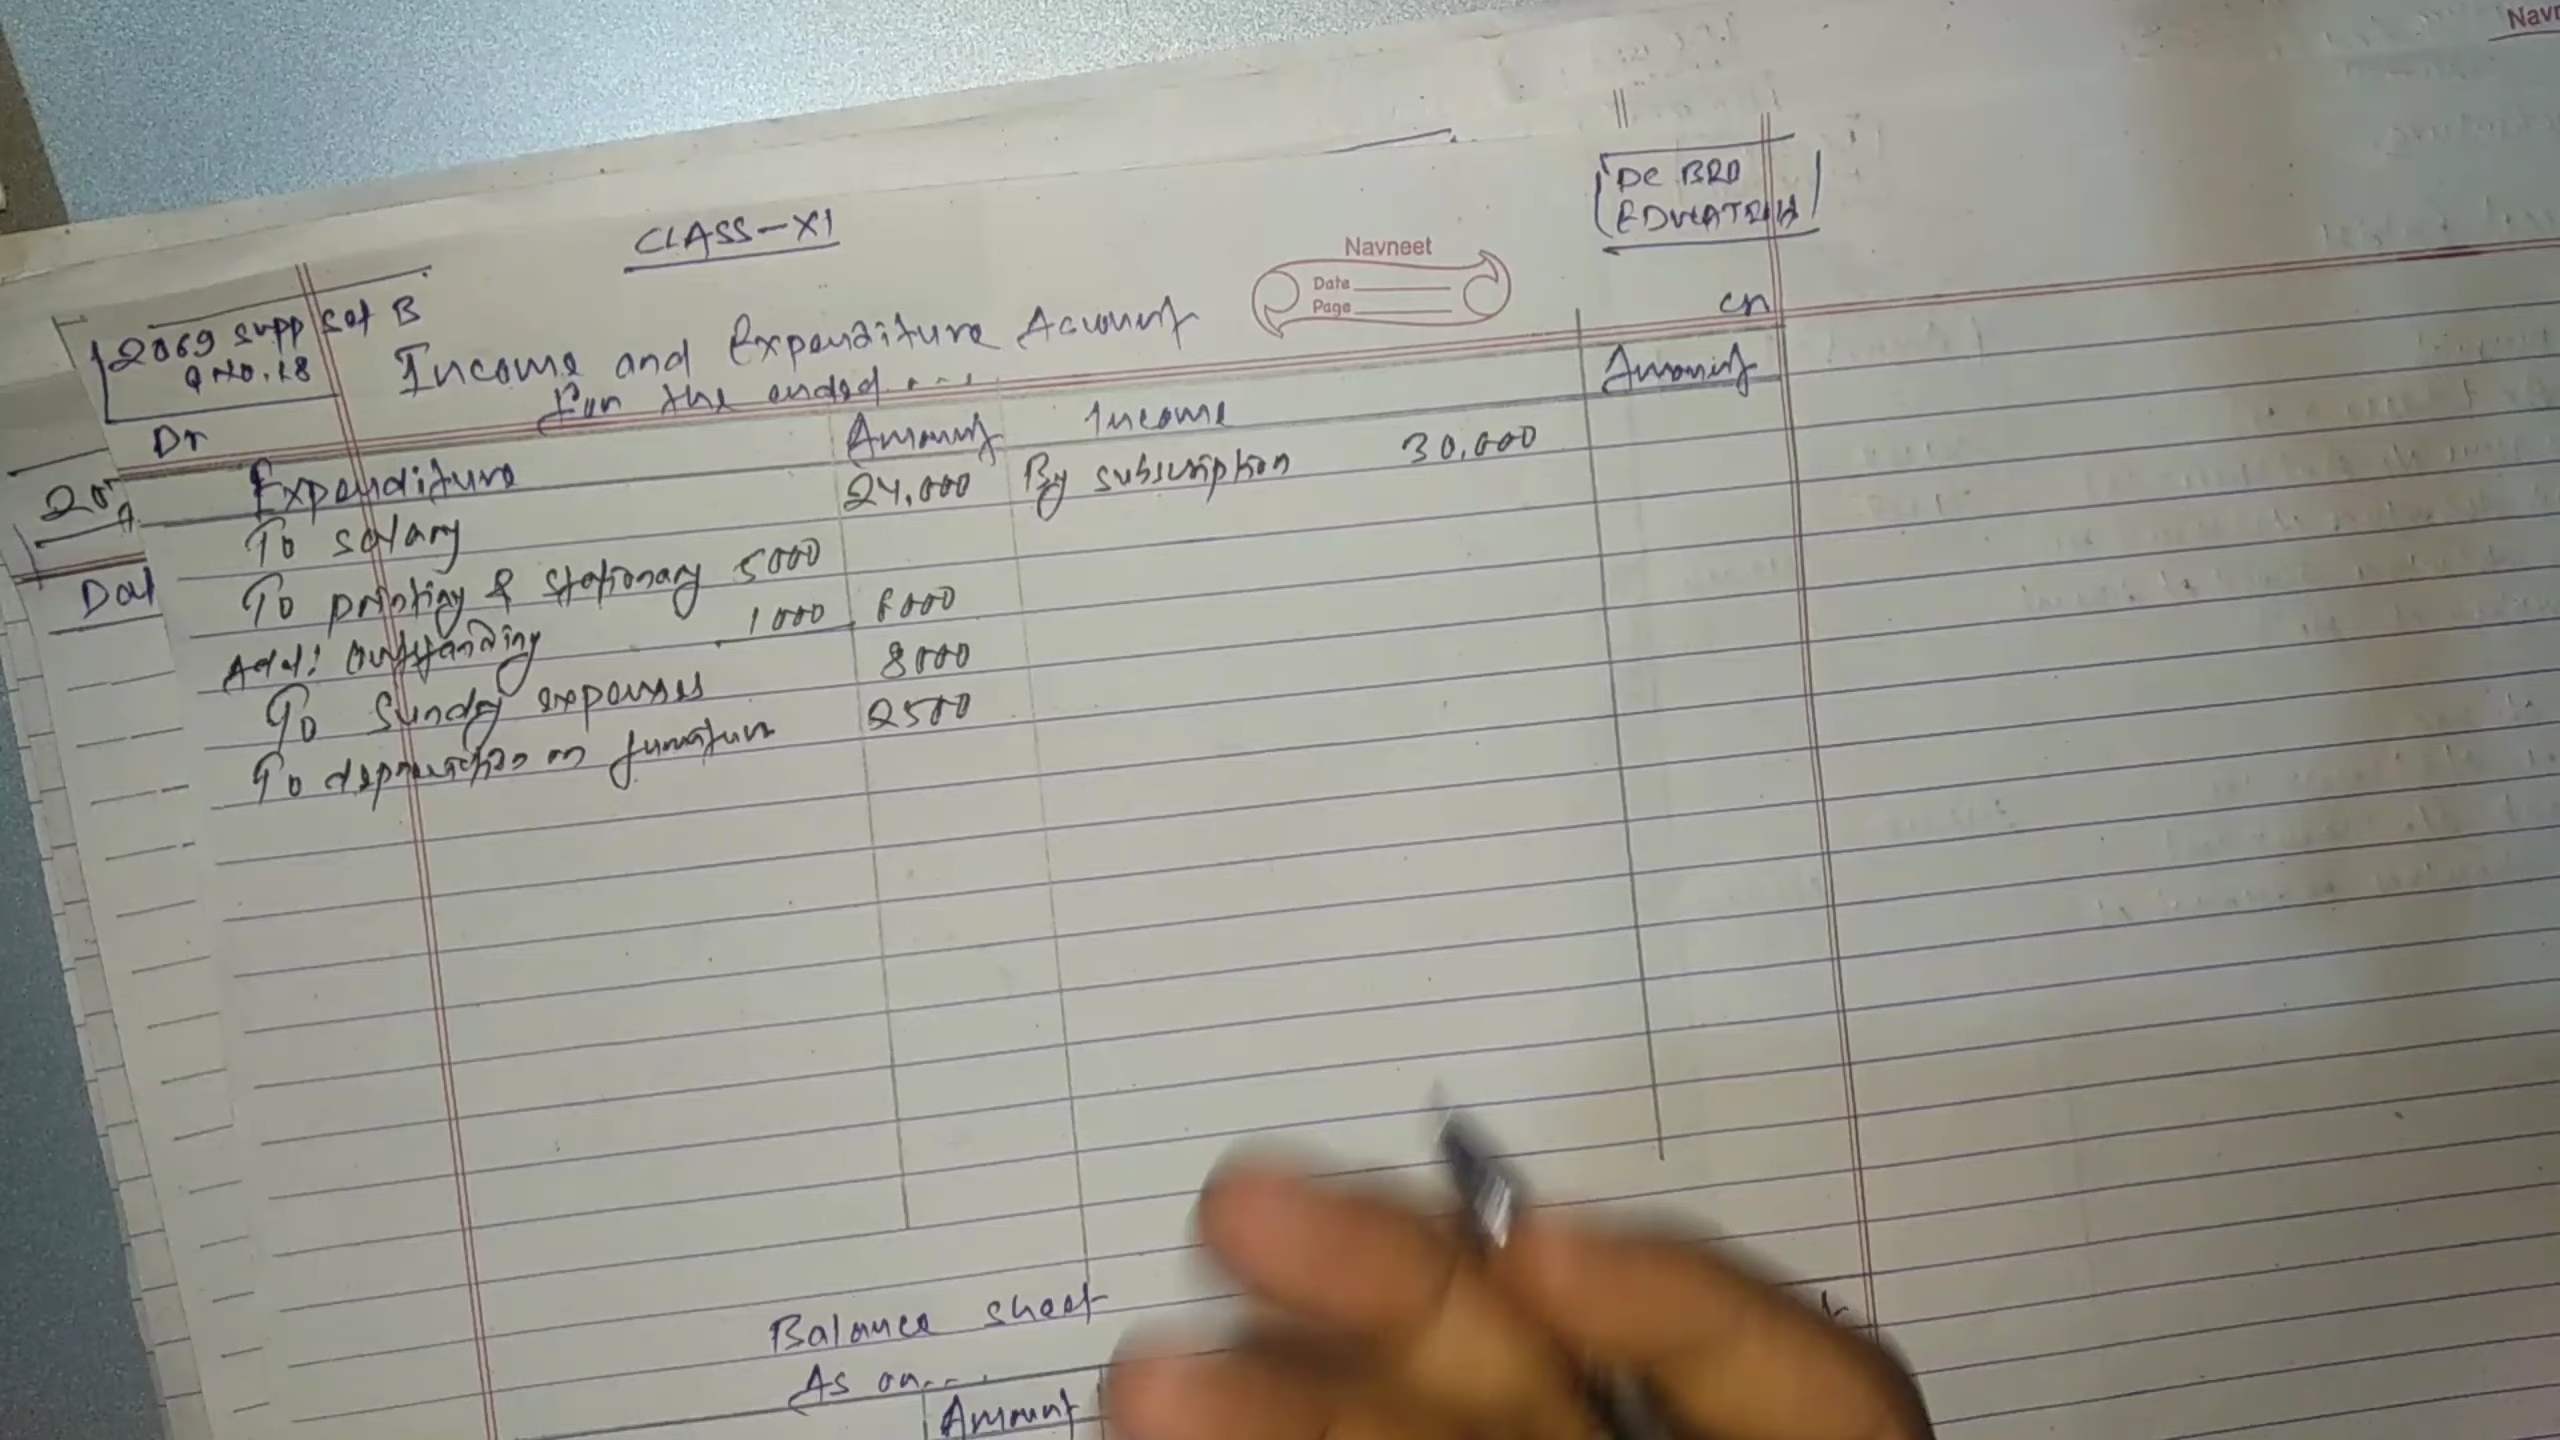 Navr
CLASS-XI
DC BRO
Navneet
Date
Page
2069 supp set B
Q NO. 18
Income and Expenditure Account
For the ended ....
Dr
Cr
Expenditure Amount Income Amount
To salary 24,000 By subscription 30,000
To printing & stationary 5000
Add: Outstanding 1000 6000
To Sundry expenses 8000
To depreciation on furniture 2500
Balance sheet
As on....
Amount